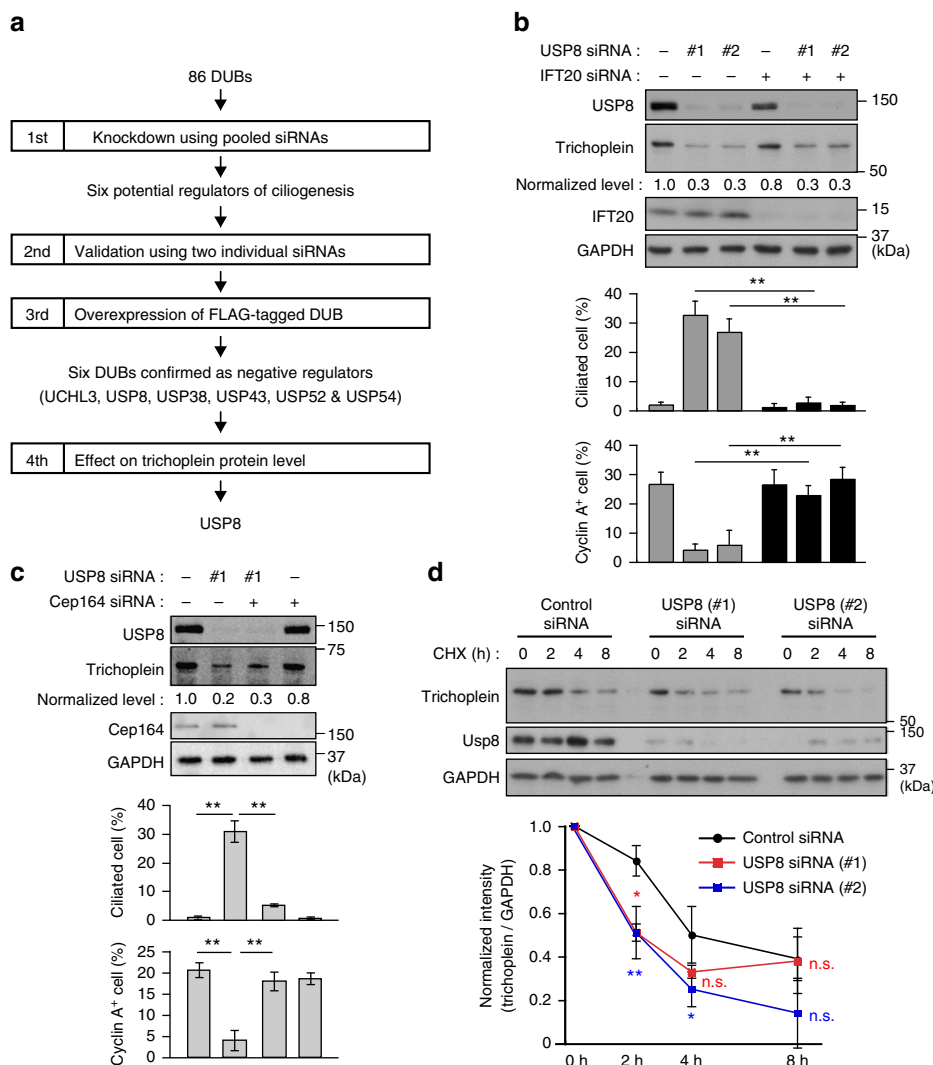 a
86 DUBs
1st Knockdown using pooled siRNAs
Six potential regulators of ciliogenesis
2nd Validation using two individual siRNAs
3rd Overexpression of FLAG-tagged DUB
Six DUBs confirmed as negative regulators
(UCHL3, USP8, USP38, USP43, USP52 & USP54)
4th Effect on trichoplein protein level
USP8
b
USP8 siRNA : – #1 #2 – #1 #2
IFT20 siRNA : – – – + + +
USP8 150
Trichoplein
50
Normalized level 1.0 0.3 0.3 0.8 0.3 0.3
IFT20 15
GAPDH 37
(kDa)
Ciliated cell (%)
40
30
20
10
0
** **
Cyclin A+ cell (%)
40
30
20
10
0
** **
c
USP8 siRNA : – #1 #1 –
Cep164 siRNA : – – + +
USP8 150
Trichoplein 75
Normalized level 1.0 0.2 0.3 0.8
Cep164 150
GAPDH 37
(kDa)
Ciliated cell (%)
40
30
20
10
0
** **
Cyclin A+ cell (%)
25
20
15
10
5
0
** **
d
Control siRNA
USP8 (#1) siRNA
USP8 (#2) siRNA
CHX (h) : 0 2 4 8 0 2 4 8 0 2 4 8
Trichoplein
50
Usp8 150
GAPDH 37
(kDa)
Normalized intensity
(trichoplein / GAPDH)
1.0
0.8
0.6
0.4
0.2
0
Control siRNA
USP8 siRNA (#1)
USP8 siRNA (#2)
*
**
n.s.
*
n.s.
n.s.
0 h 2 h 4 h 8 h